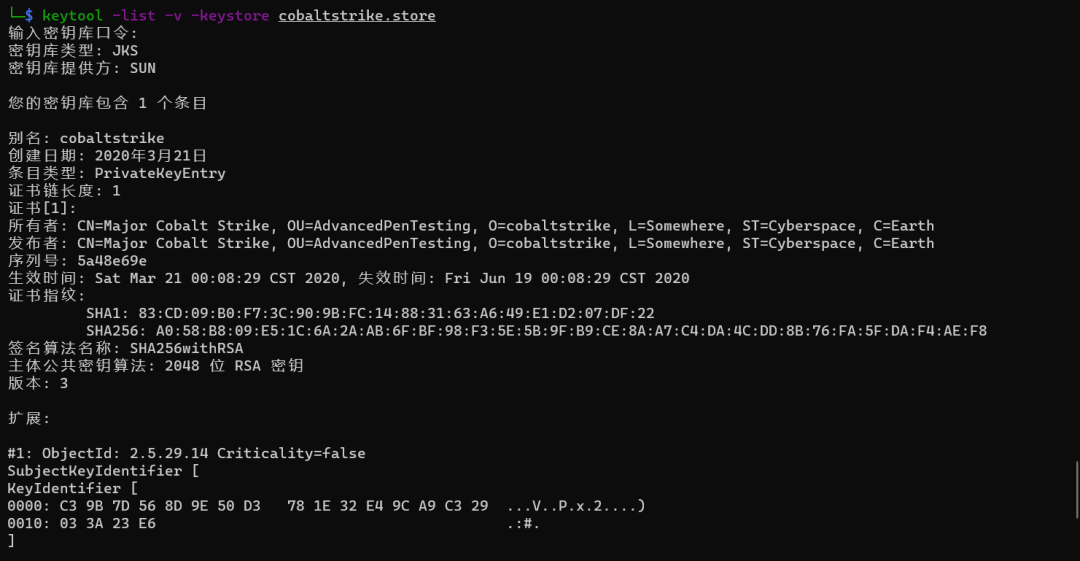 └─$ keytool -list -v -keystore cobaltstrike.store
输入密钥库口令:
密钥库类型: JKS
密钥库提供方: SUN
您的密钥库包含 1 个条目
别名: cobaltstrike
创建日期: 2020年3月21日
条目类型: PrivateKeyEntry
证书链长度: 1
证书[1]:
所有者: CN=Major Cobalt Strike, OU=AdvancedPenTesting, O=cobaltstrike, L=Somewhere, ST=Cyberspace, C=Earth
发布者: CN=Major Cobalt Strike, OU=AdvancedPenTesting, O=cobaltstrike, L=Somewhere, ST=Cyberspace, C=Earth
序列号: 5a48e69e
生效时间: Sat Mar 21 00:08:29 CST 2020, 失效时间: Fri Jun 19 00:08:29 CST 2020
证书指纹:
SHA1: 83:CD:09:B0:F7:3C:90:9B:FC:14:88:31:63:A6:49:E1:D2:07:DF:22
SHA256: A0:58:B8:09:E5:1C:6A:2A:AB:6F:BF:98:F3:5E:5B:9F:B9:CE:8A:A7:C4:DA:4C:DD:8B:76:FA:5F:DA:F4:AE:F8
签名算法名称: SHA256withRSA
主体公共密钥算法: 2048 位 RSA 密钥
版本: 3
扩展:
#1: ObjectId: 2.5.29.14 Criticality=false
SubjectKeyIdentifier [
KeyIdentifier [
0000: C3 9B 7D 56 8D 9E 50 D3   78 1E 32 E4 9C A9 C3 29  ...V..P.x.2....)
0010: 03 3A 23 E6                                        .:#.
]